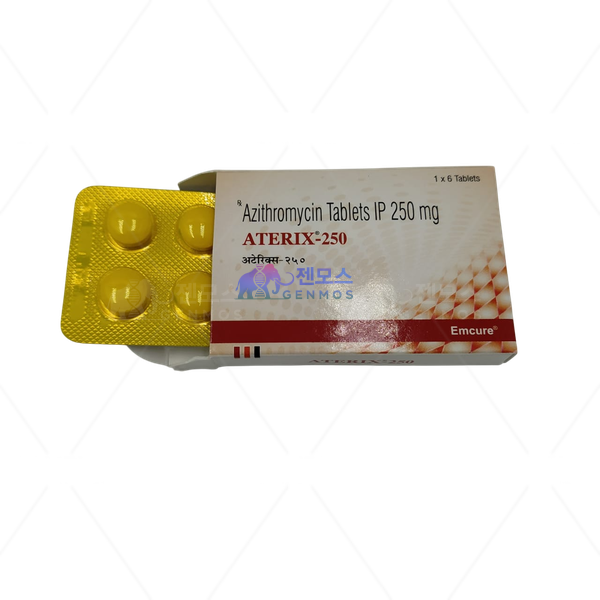 1 x 6 Tablets
℞ Azithromycin Tablets IP 250 mg
ATERIX®-250
अटेरिक्स-२५०
젠모스
GENMOS
Emcure®
ATERIX®-250